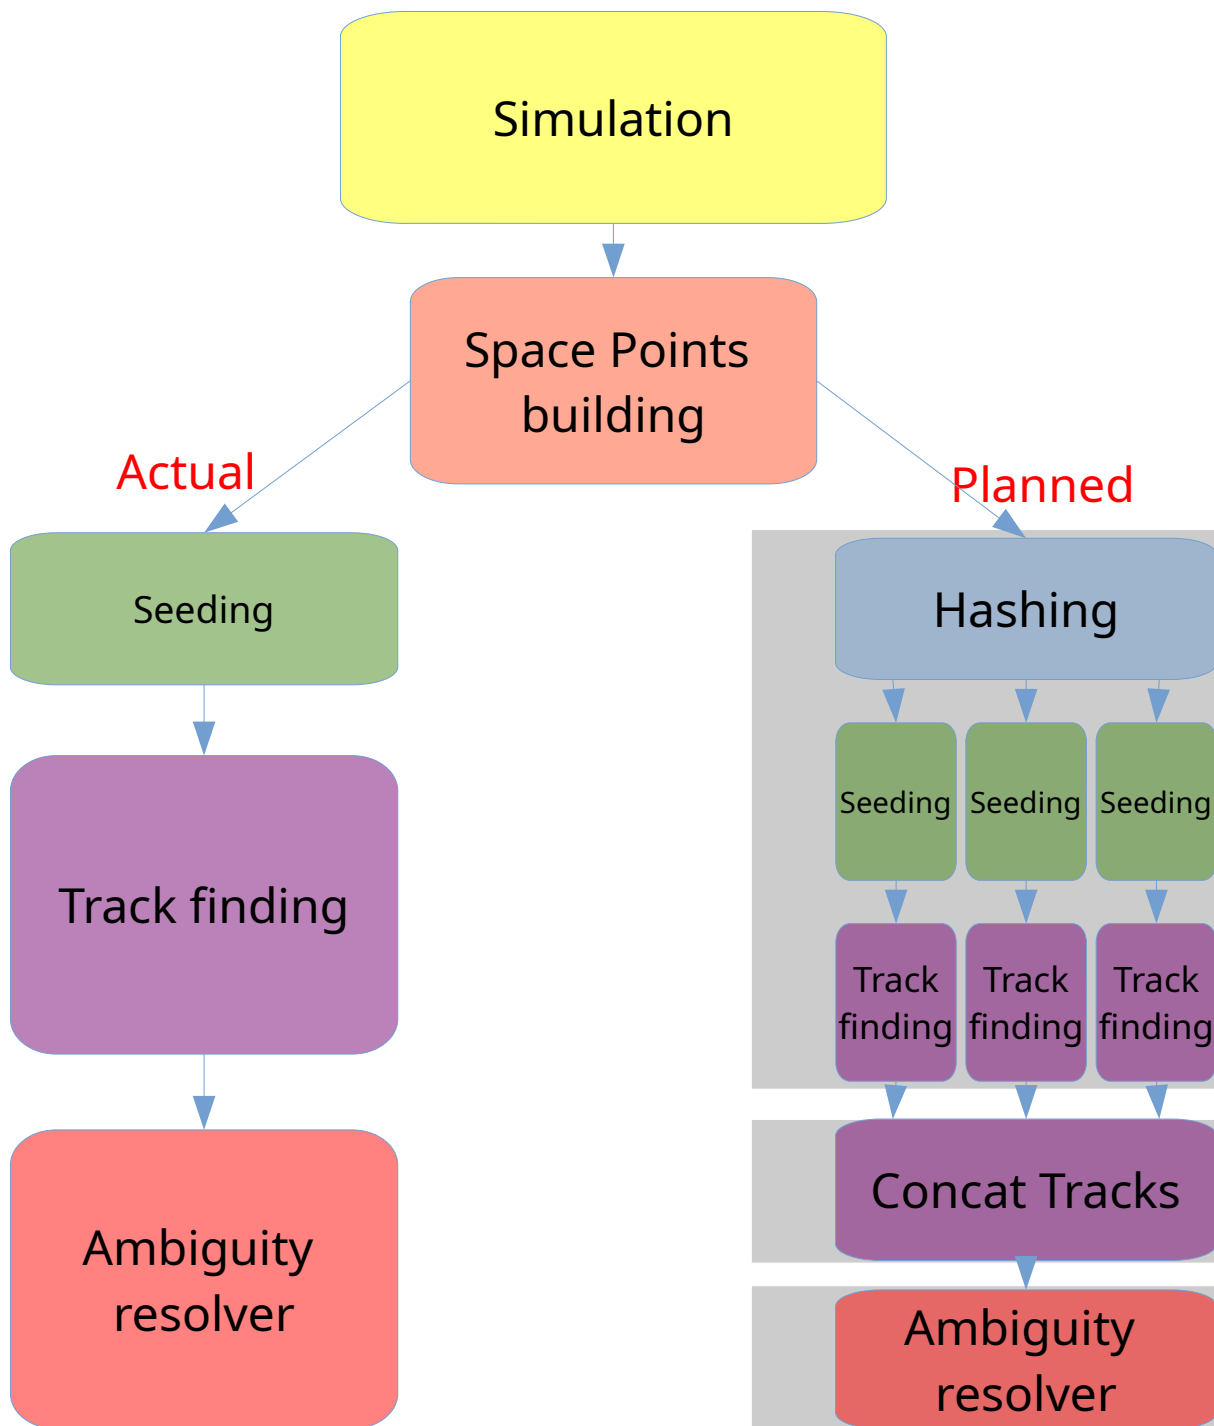 Simulation
Space Points
building
Actual
Planned
Seeding
Hashing
Seeding Seeding Seeding
Track finding
Track Track Track
finding finding finding
Concat Tracks
Ambiguity
resolver
Ambiguity
resolver